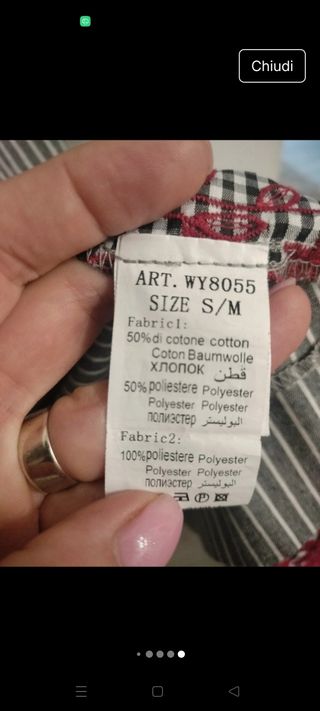 Chiudi
ART. WY8055
SIZE S/M
Fabric1:
50%di cotone cotton
Coton Baumwolle
ХЛОПОК قطن
50%poliestere Polyester
Polyester Polyester
полиэстер البوليستر
Fabric2:
100%poliestere Polyester
Polyester Polyester
полиэстер البوليستر